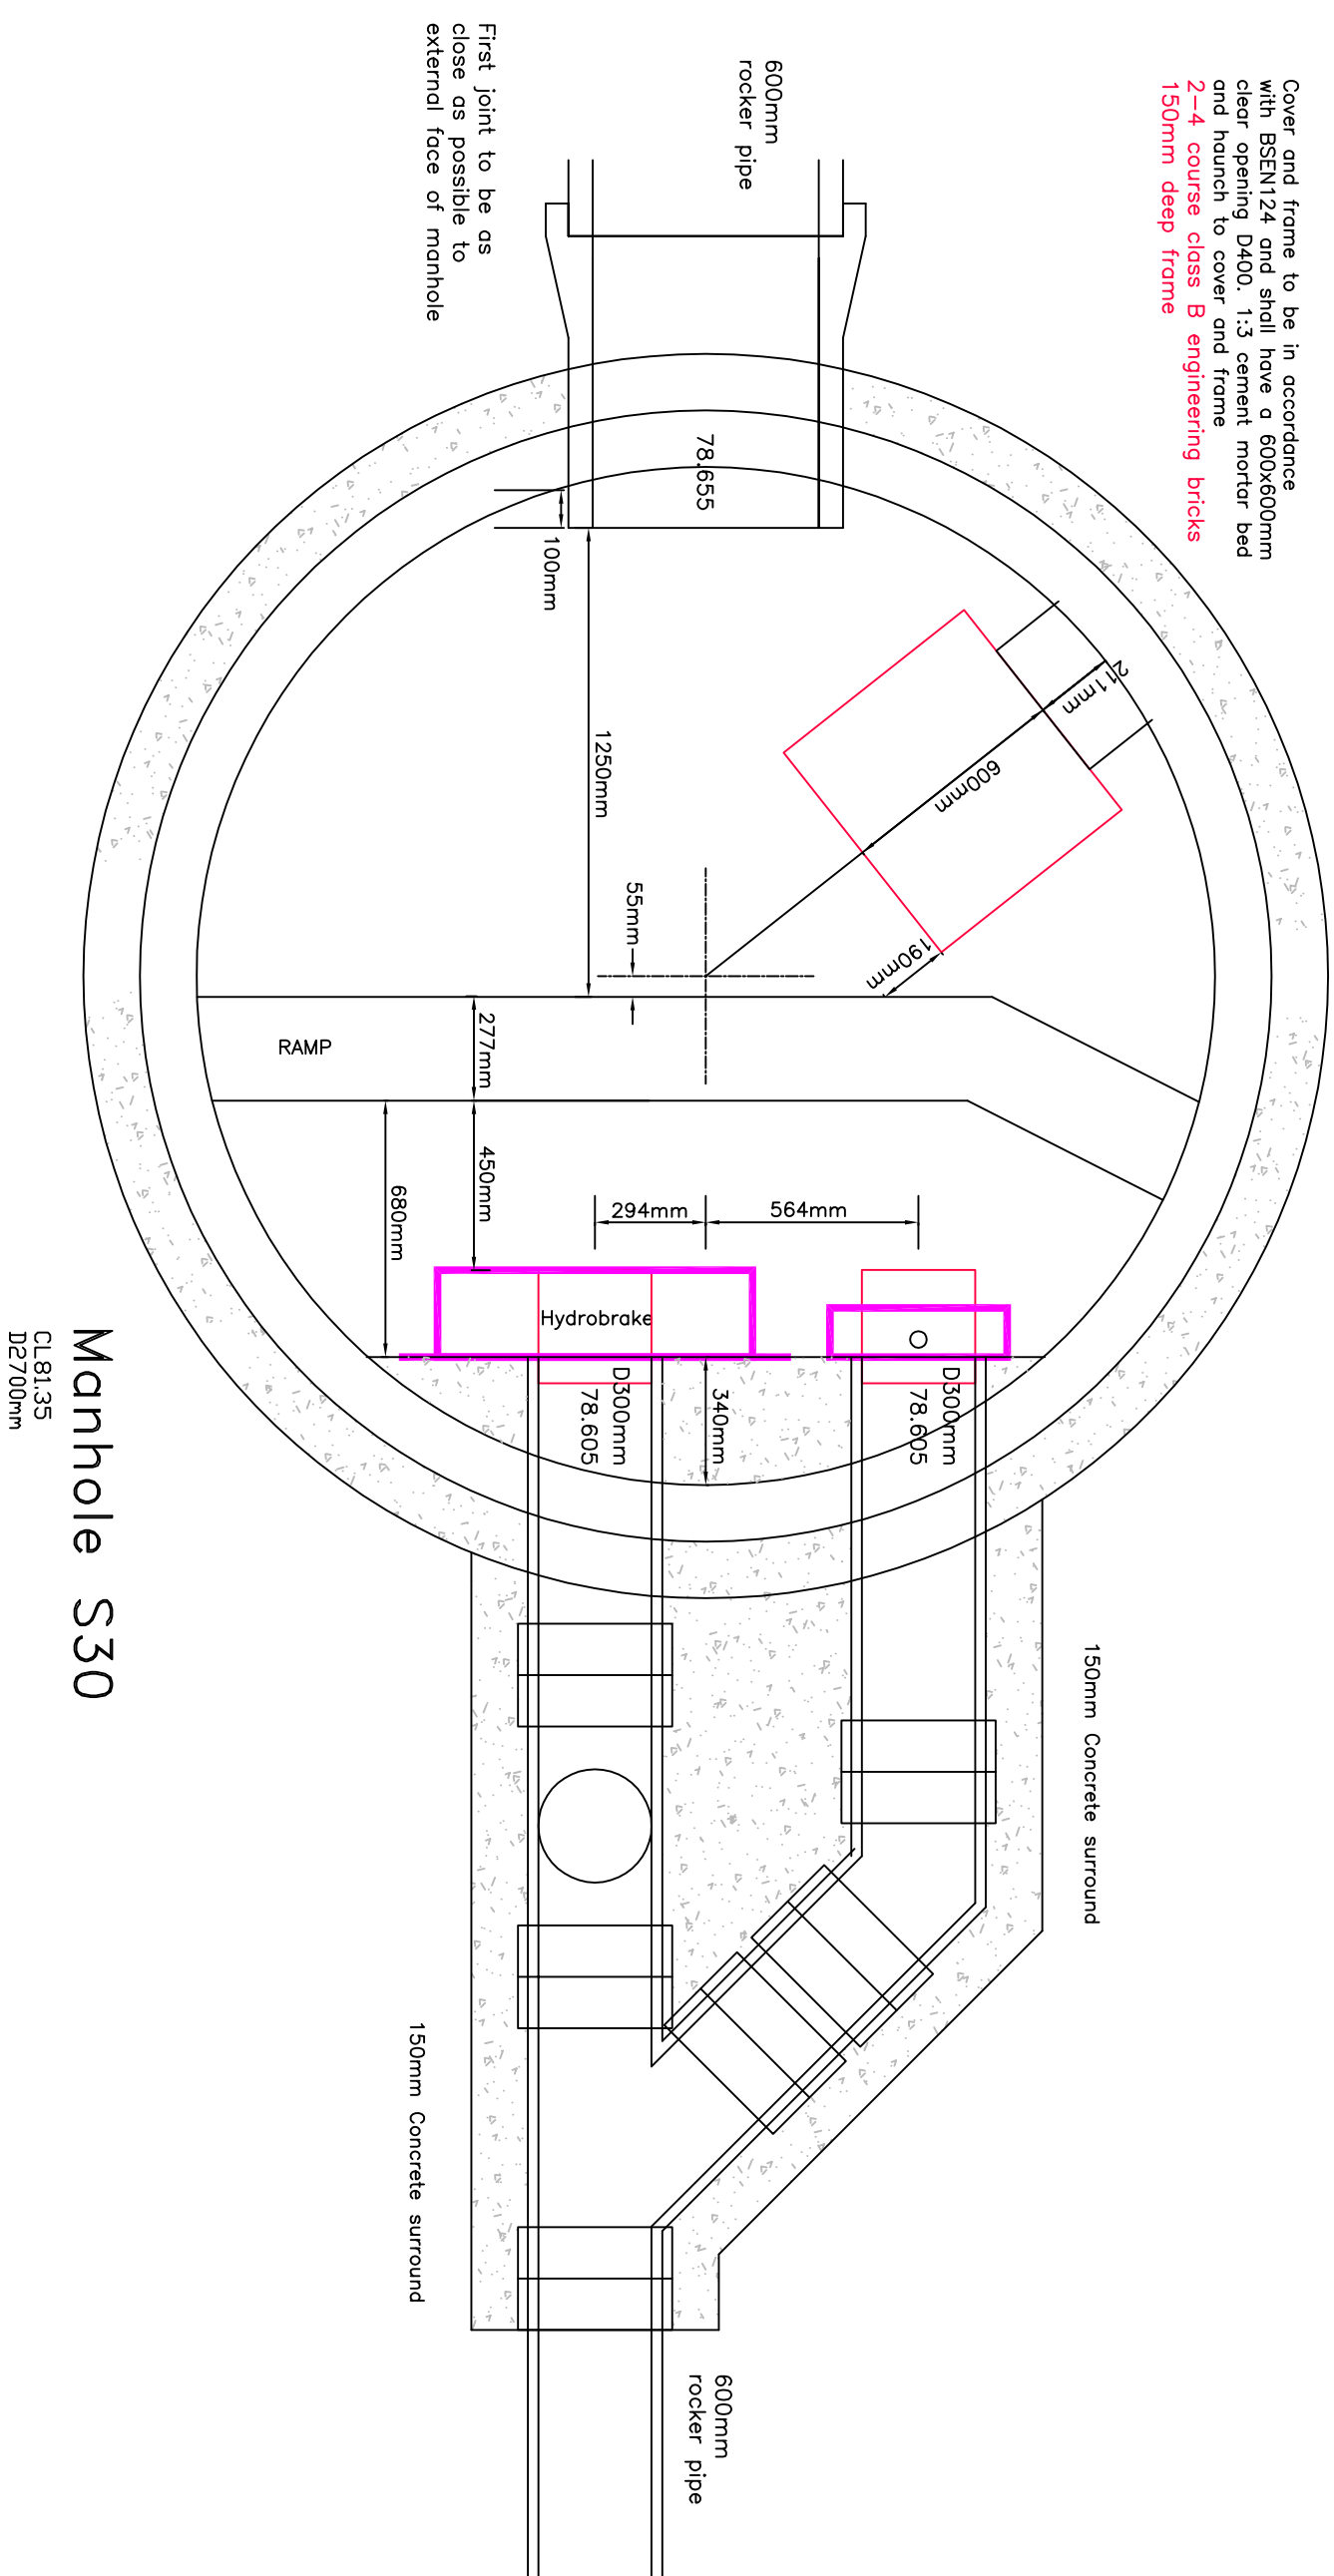 Cover and frame to be in accordance
with BSEN124 and shall have a 600x600mm
clear opening D400. 1:3 cement mortar bed
and haunch to cover and frame
2-4 course class B engineering bricks
150mm deep frame
600mm
rocker pipe
First joint to be as
close as possible to
external face of manhole
78.655
100mm
1250mm
211mm
600mm
190mm
55mm
RAMP
277mm
450mm
680mm
294mm
564mm
Hydrobrake
D300mm
78.605
340mm
D300mm
78.605
150mm Concrete surround
150mm Concrete surround
600mm
rocker pipe
Manhole S30
CL81.35
D2700mm